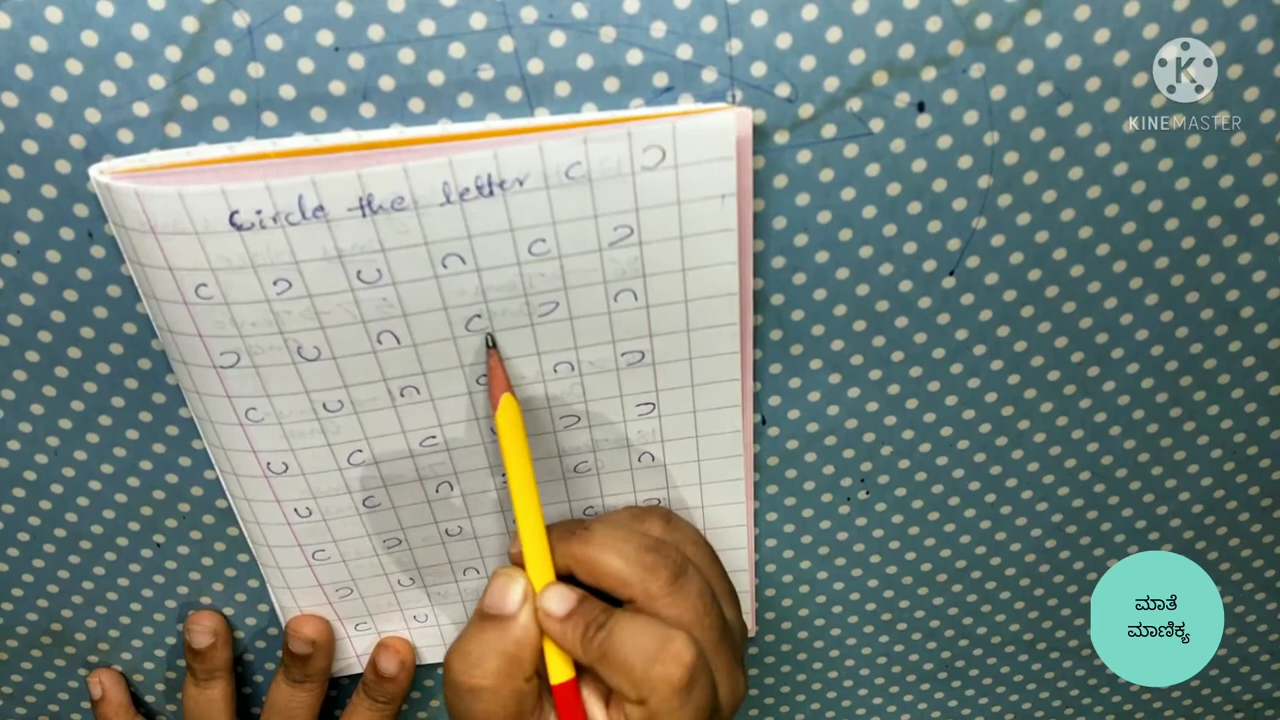 Circle the letter ⊂ ⊃
⊂ ⊃ ∪ ∩ ⊂ ⊃
⊃ ∪ ∩ ⊂ ⊃ ∩
⊂ ∪ ∩ ⊂ ∩ ⊃
∪ ⊂ ⊂ ⊃ ⊃
∪ ⊂ ∩ ⊂ ∩
⊂ ∩ ∪ ⊂ ∩
⊃ ∪ ∩
⊂ ∪
KINEMASTER
ಮಾತೆ
ಮಾಣಿಕ್ಯ